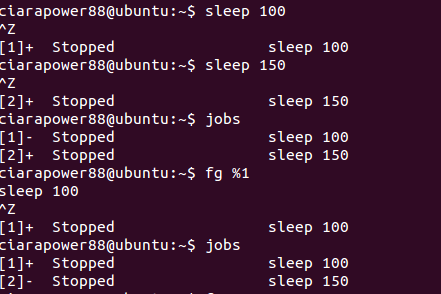 ciarapower88@ubuntu:~$ sleep 100
^Z
[1]+  Stopped                 sleep 100
ciarapower88@ubuntu:~$ sleep 150
^Z
[2]+  Stopped                 sleep 150
ciarapower88@ubuntu:~$ jobs
[1]-  Stopped                 sleep 100
[2]+  Stopped                 sleep 150
ciarapower88@ubuntu:~$ fg %1
sleep 100
^Z
[1]+  Stopped                 sleep 100
ciarapower88@ubuntu:~$ jobs
[1]+  Stopped                 sleep 100
[2]-  Stopped                 sleep 150